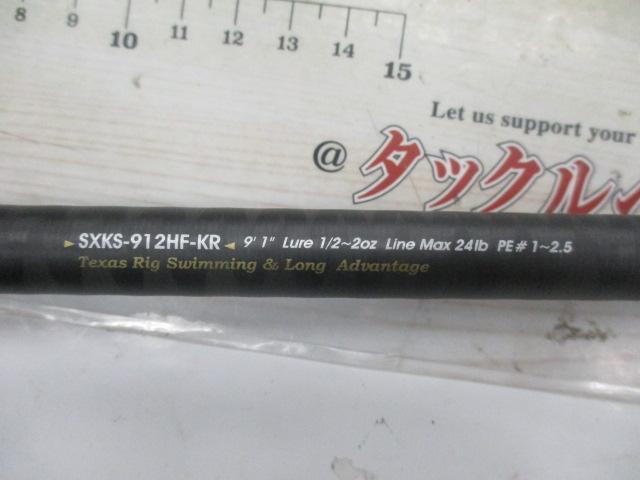 8 9 10 11 12 13 14 15
Let us support your
@タックル
SXKS-912HF-KR 9' 1" Lure 1/2~2oz Line Max 24lb PE# 1~2.5
Texas Rig Swimming & Long Advantage